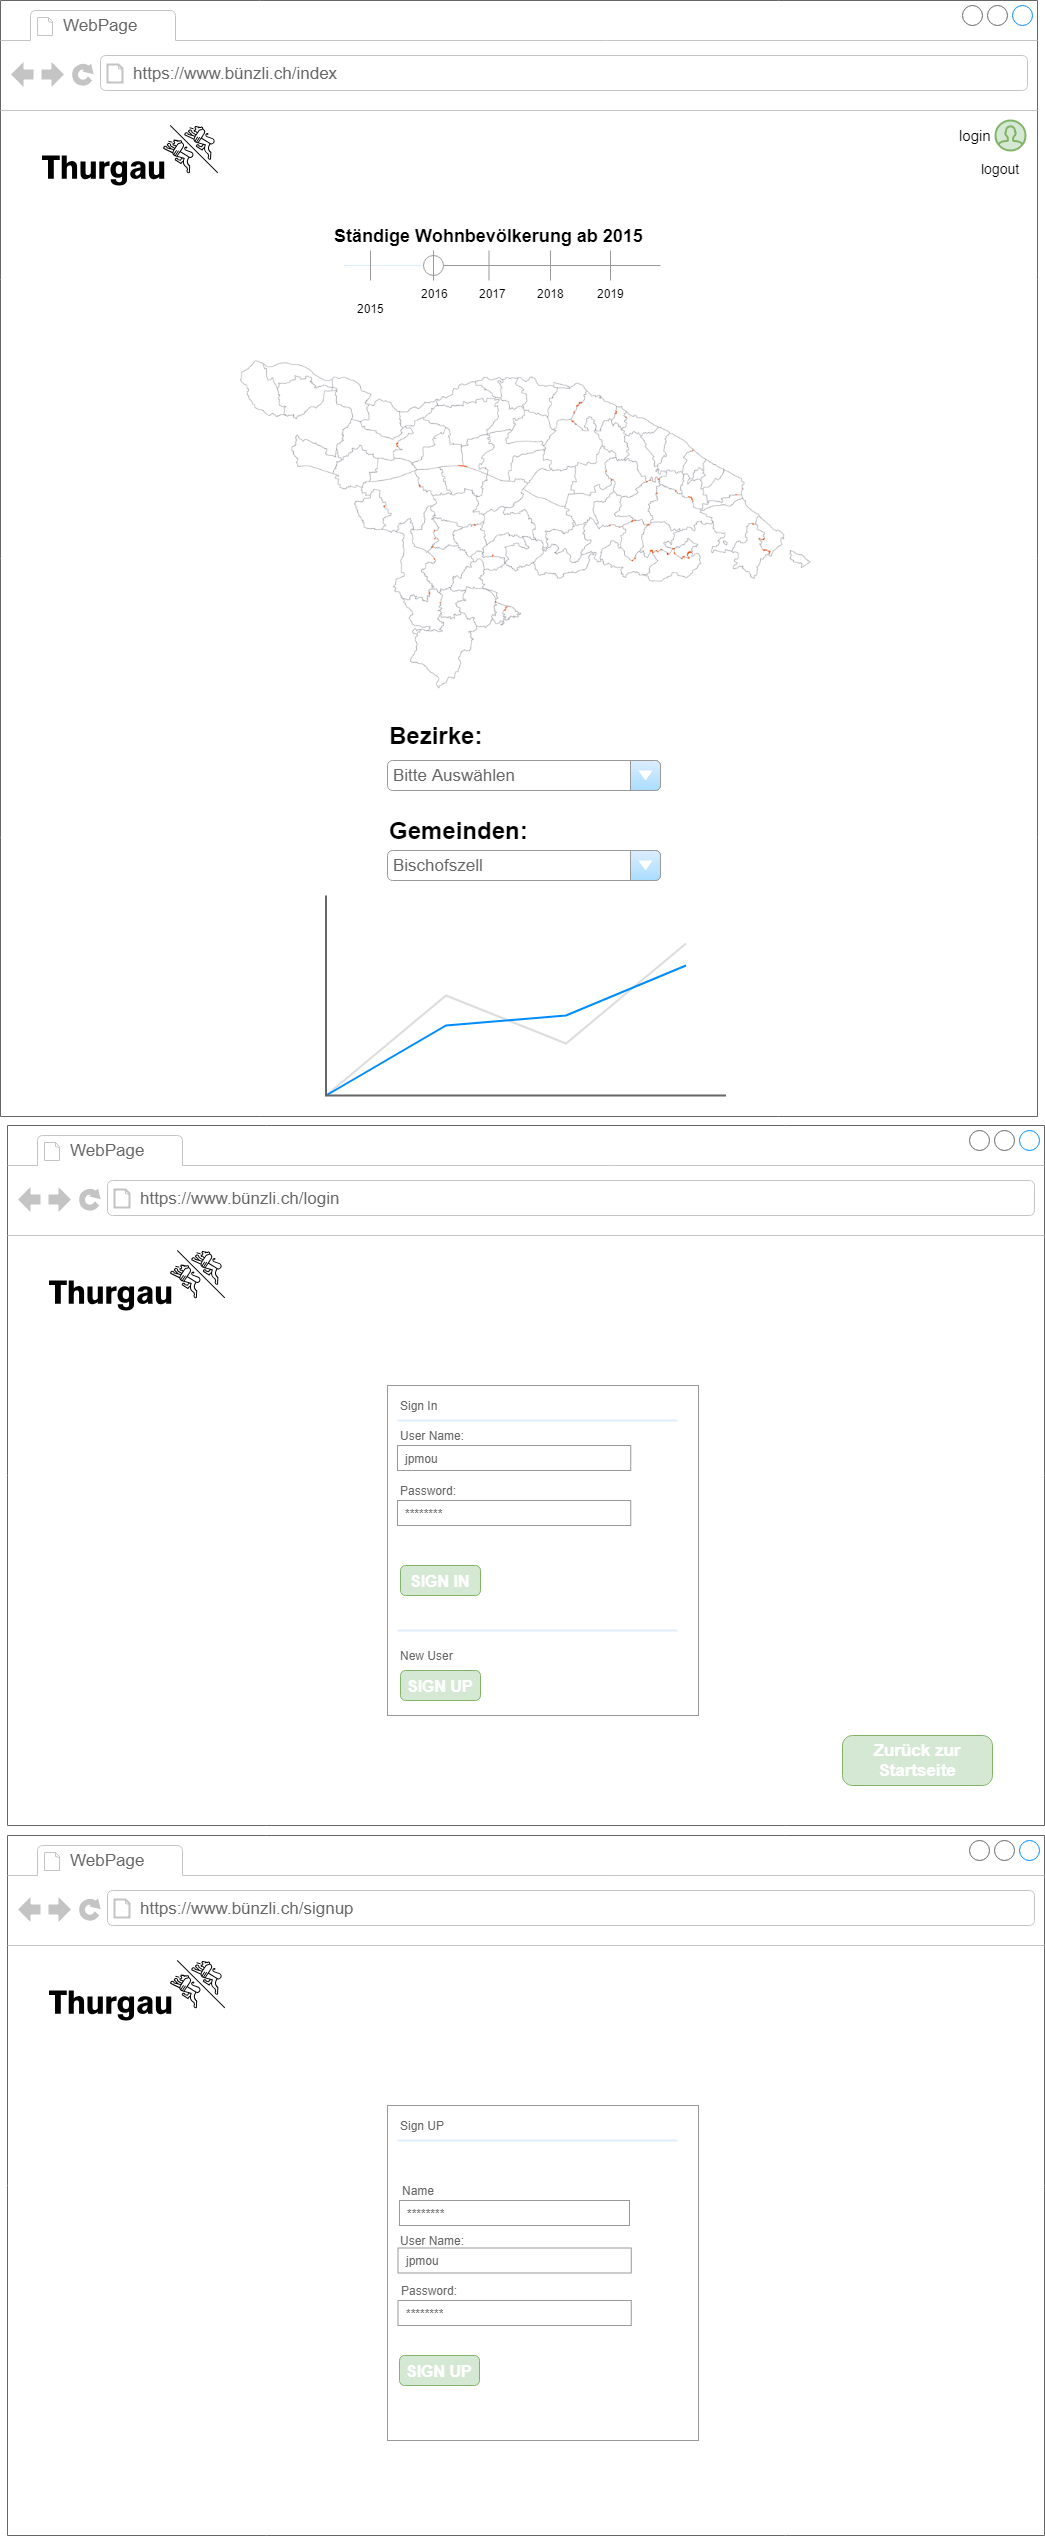 WebPage
https://www.bünzli.ch/index
Thurgau
login
logout
Ständige Wohnbevölkerung ab 2015
2016 2017 2018 2019
2015
Bezirke:
Bitte Auswählen
Gemeinden:
Bischofszell
WebPage
https://www.bünzli.ch/login
Thurgau
Sign In
User Name:
jpmou
Password:
********
SIGN IN
New User
SIGN UP
Zurück zur
Startseite
WebPage
https://www.bünzli.ch/signup
Thurgau
Sign UP
Name
********
User Name:
jpmou
Password:
********
SIGN UP